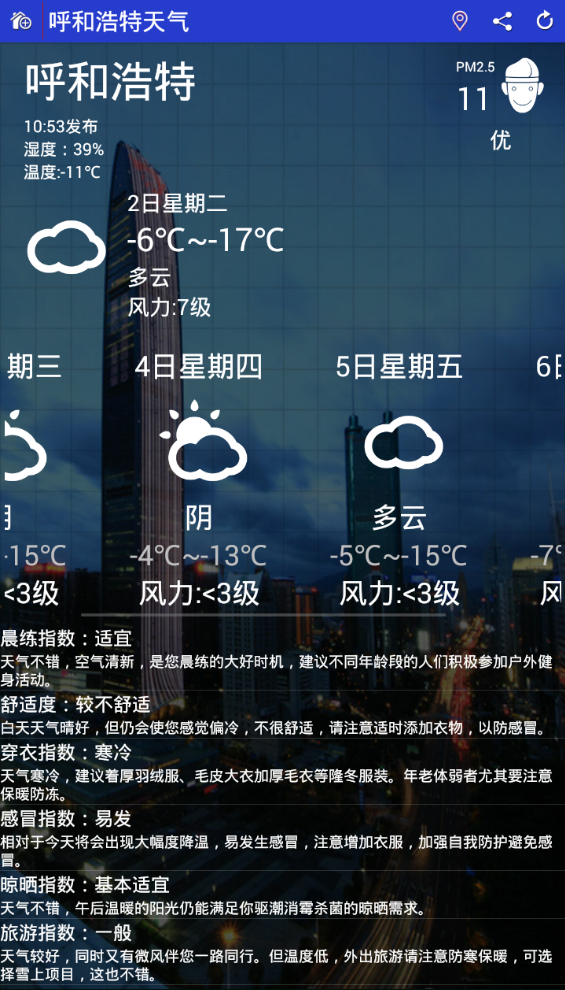 呼和浩特天气
呼和浩特
PM2.5
11
优
10:53发布
湿度：39%
温度:-11℃
2日星期二
-6℃~-17℃
多云
风力:7级
期三 4日星期四 5日星期五 6日
阴 多云
-15℃ -4℃~-13℃ -5℃~-15℃ -7°
<3级 风力:<3级 风力:<3级 风
晨练指数：适宜
天气不错，空气清新，是您晨练的大好时机，建议不同年龄段的人们积极参加户外健
身活动。
舒适度：较不舒适
白天天气晴好，但仍会使您感觉偏冷，不很舒适，请注意适时添加衣物，以防感冒。
穿衣指数：寒冷
天气寒冷，建议着厚羽绒服、毛皮大衣加厚毛衣等隆冬服装。年老体弱者尤其要注意
保暖防冻。
感冒指数：易发
相对于今天将会出现大幅度降温，易发生感冒，注意增加衣服，加强自我防护避免感
冒。
晾晒指数：基本适宜
天气不错，午后温暖的阳光仍能满足你驱潮消霉杀菌的晾晒需求。
旅游指数：一般
天气较好，同时又有微风伴您一路同行。但温度低，外出旅游请注意防寒保暖，可选
择雪上项目，这也不错。